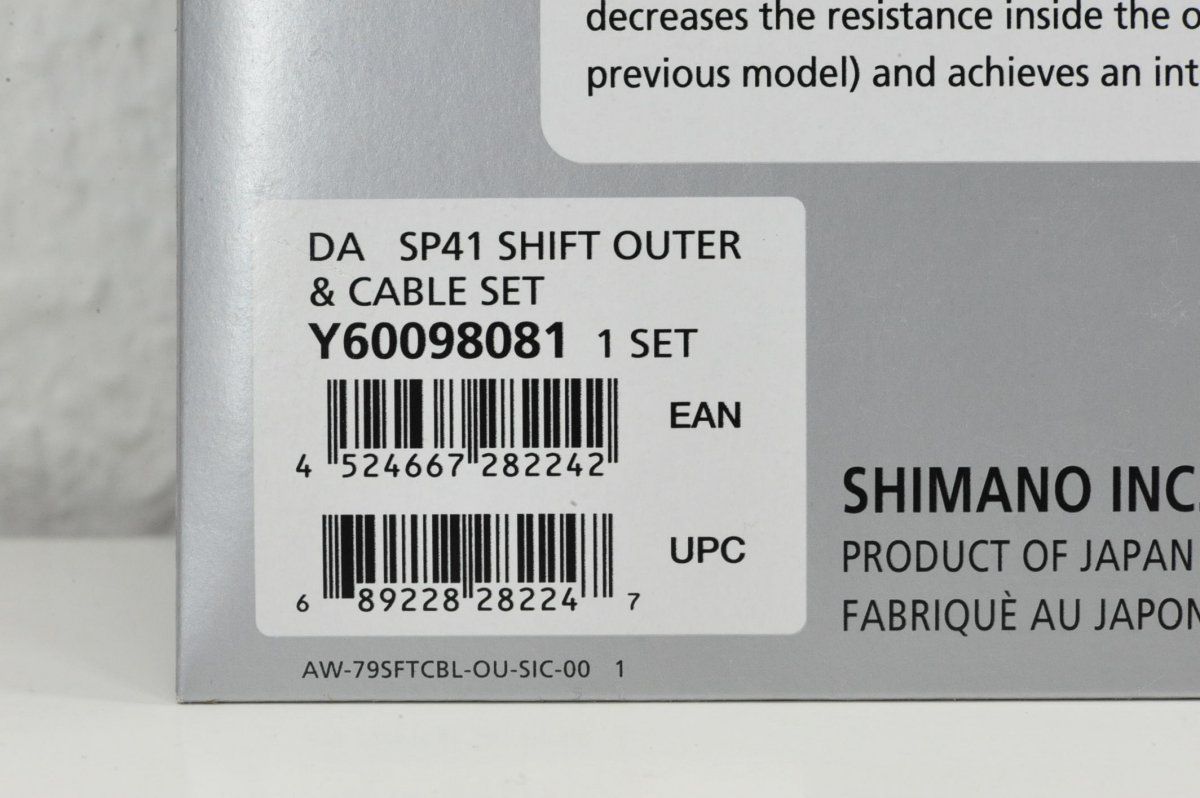 decreases the resistance inside the
previous model) and achieves an
DA SP41 SHIFT OUTER
& CABLE SET
Y60098081 1 SET
EAN
4 524667 282242
UPC
6 89228 28224 7
SHIMANO INC.
PRODUCT OF JAPAN
FABRIQUÈ AU JAPON
AW-79SFTCBL-OU-SIC-00 1